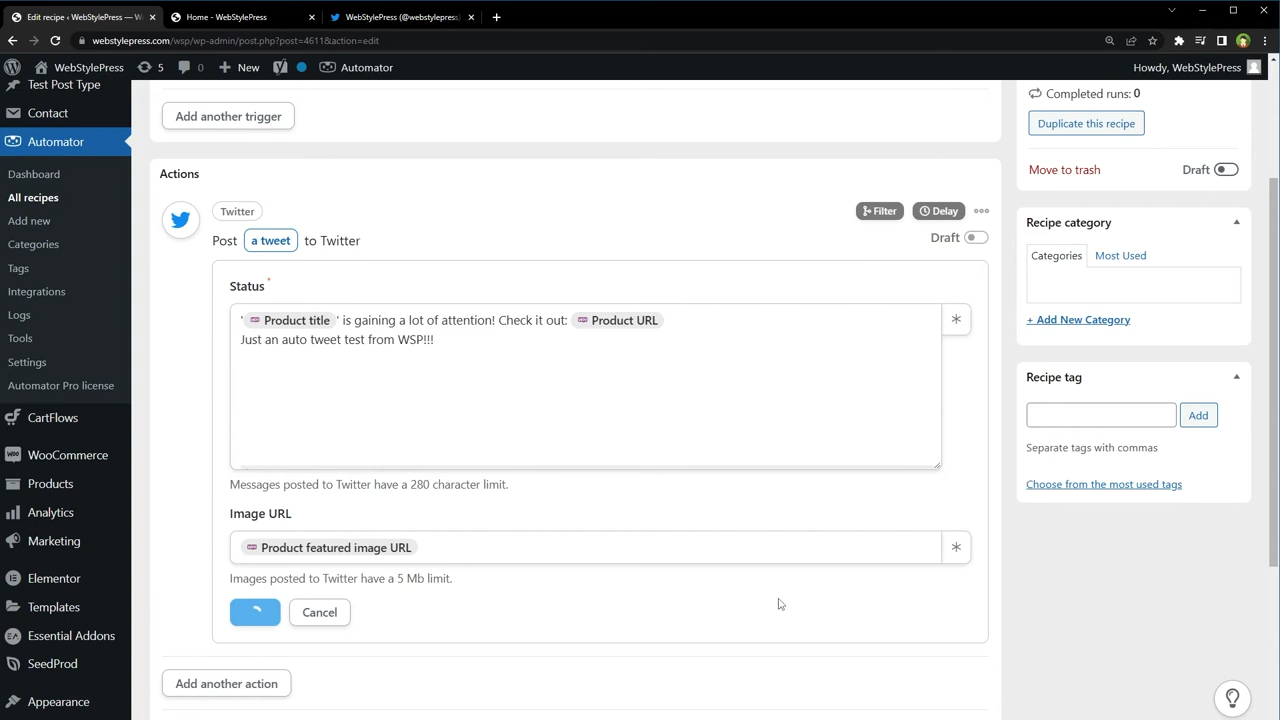 Edit recipe ‹ WebStylePress — W
Home - WebStylePress
WebStylePress (@webstylepress
webstylepress.com/wsp/wp-admin/post.php?post=4611&action=edit
WebStylePress
5
0
New
Automator
Howdy, WebStylePress
Test Post Type
Contact
Automator
Dashboard
All recipes
Add new
Categories
Tags
Integrations
Logs
Tools
Settings
Automator Pro license
CartFlows
WooCommerce
Products
Analytics
Marketing
Elementor
Templates
Essential Addons
SeedProd
Appearance
Add another trigger
Actions
Twitter
Filter
Delay
Post a tweet to Twitter
Draft
Status *
' Product title ' is gaining a lot of attention! Check it out: Product URL
Just an auto tweet test from WSP!!!
Messages posted to Twitter have a 280 character limit.
Image URL
Product featured image URL
Images posted to Twitter have a 5 Mb limit.
Cancel
Add another action
Completed runs: 0
Duplicate this recipe
Move to trash
Draft
Recipe category
Categories
Most Used
+ Add New Category
Recipe tag
Add
Separate tags with commas
Choose from the most used tags